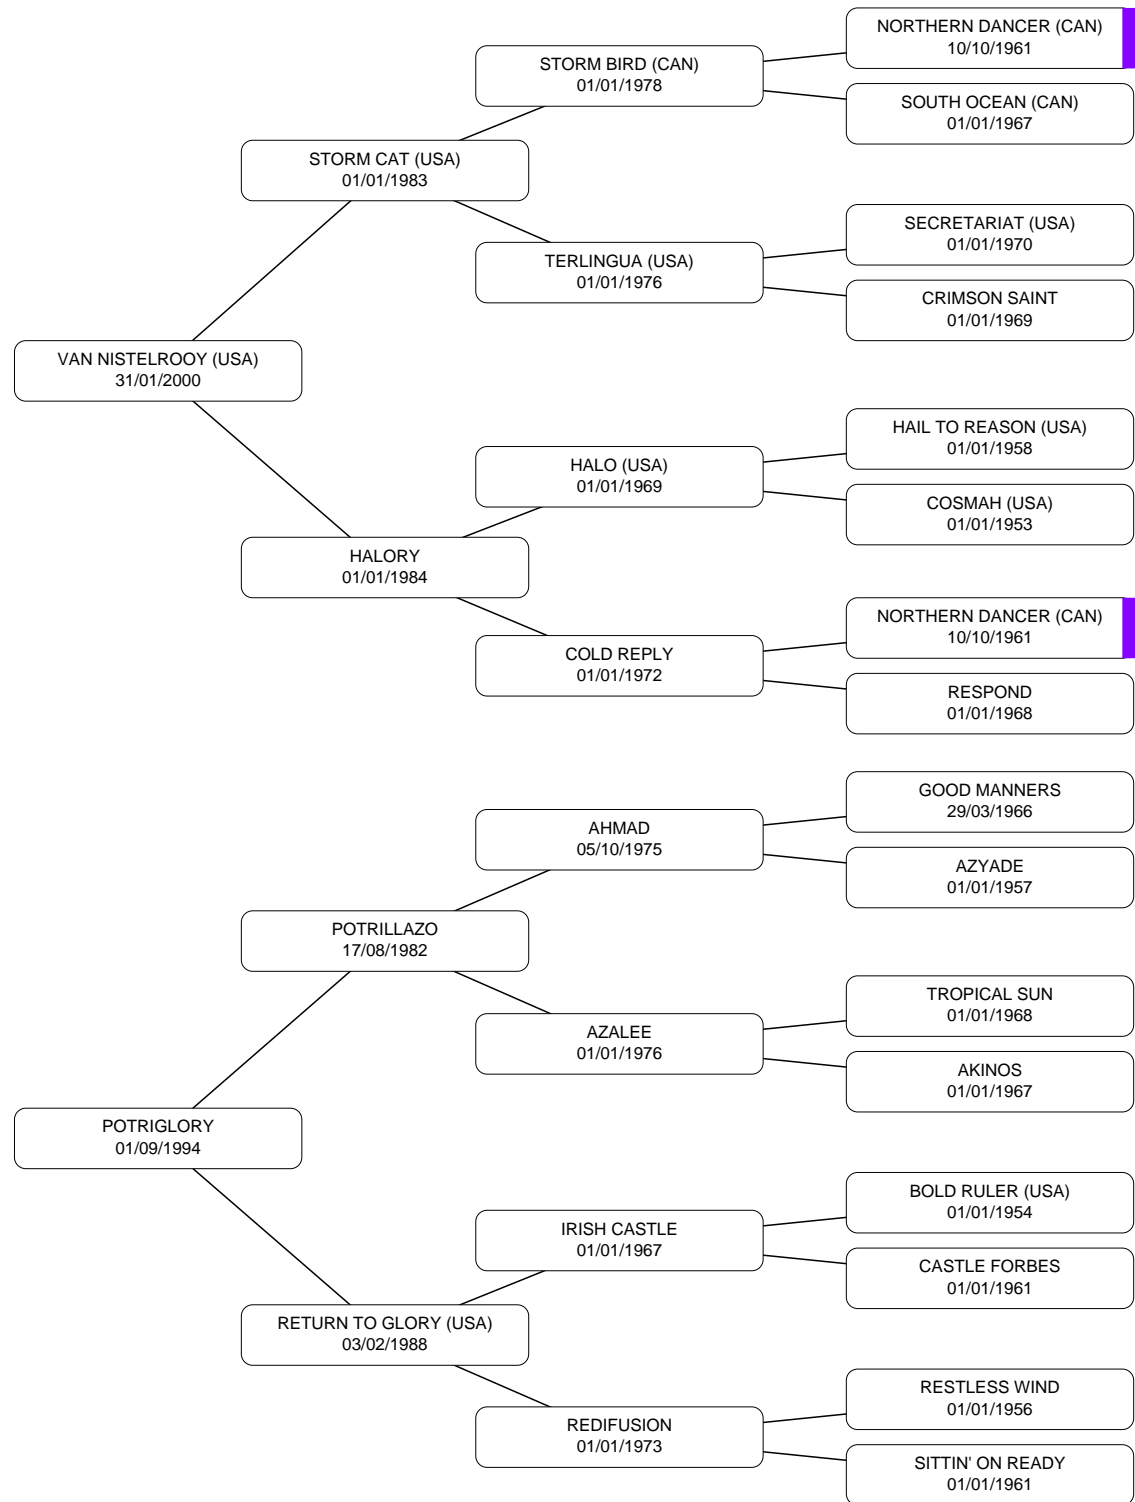 NORTHERN DANCER (CAN)
10/10/1961
STORM BIRD (CAN)
01/01/1978
SOUTH OCEAN (CAN)
01/01/1967
STORM CAT (USA)
01/01/1983
SECRETARIAT (USA)
01/01/1970
TERLINGUA (USA)
01/01/1976
CRIMSON SAINT
01/01/1969
VAN NISTELROOY (USA)
31/01/2000
HAIL TO REASON (USA)
01/01/1958
HALO (USA)
01/01/1969
COSMAH (USA)
01/01/1953
HALORY
01/01/1984
NORTHERN DANCER (CAN)
10/10/1961
COLD REPLY
01/01/1972
RESPOND
01/01/1968
GOOD MANNERS
29/03/1966
AHMAD
05/10/1975
AZYADE
01/01/1957
POTRILLAZO
17/08/1982
TROPICAL SUN
01/01/1968
AZALEE
01/01/1976
AKINOS
01/01/1967
POTRIGLORY
01/09/1994
BOLD RULER (USA)
01/01/1954
IRISH CASTLE
01/01/1967
CASTLE FORBES
01/01/1961
RETURN TO GLORY (USA)
03/02/1988
RESTLESS WIND
01/01/1956
REDIFUSION
01/01/1973
SITTIN' ON READY
01/01/1961